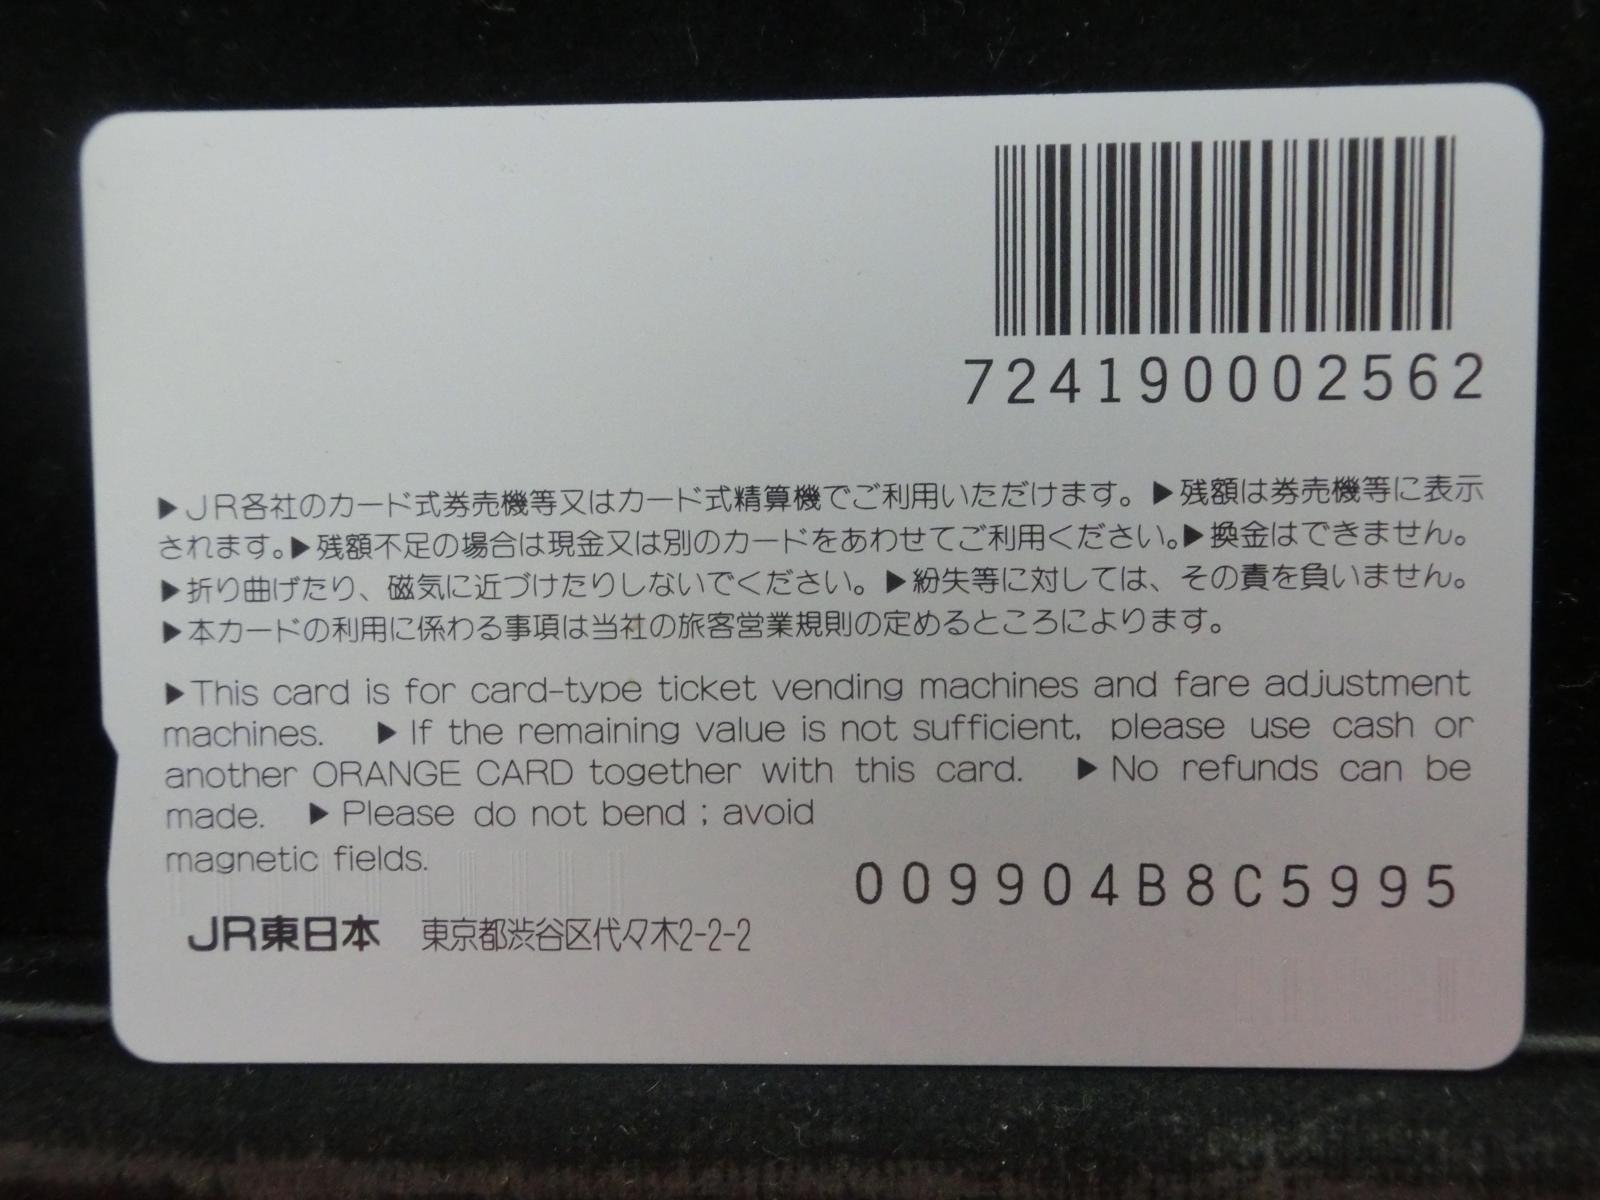 724190002562
▶JR各社のカード式券売機等又はカード式精算機でご利用いただけます。▶残額は券売機等に表示
されます。▶残額不足の場合は現金又は別のカードをあわせてご利用ください。▶換金はできません。
▶折り曲げたり、磁気に近づけたりしないでください。▶紛失等に対しては、その責を負いません。
▶本カードの利用に係わる事項は当社の旅客営業規則の定めるところによります。
▶This card is for card-type ticket vending machines and fare adjustment
machines. ▶If the remaining value is not sufficient, please use cash or
another ORANGE CARD together with this card. ▶No refunds can be
made. ▶Please do not bend ; avoid
magnetic fields.
009904B8C5995
JR東日本 東京都渋谷区代々木2-2-2